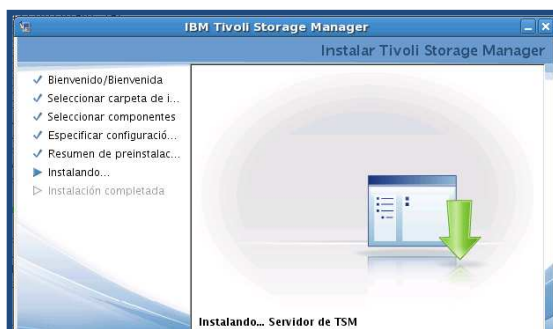 IBM Tivoli Storage Manager
Instalar Tivoli Storage Manager
Bienvenido/Bienvenida
Seleccionar carpeta de i...
Seleccionar componentes
Especificar configuració...
Resumen de preinstalac...
Instalando...
Instalación completada
Instalando... Servidor de TSM